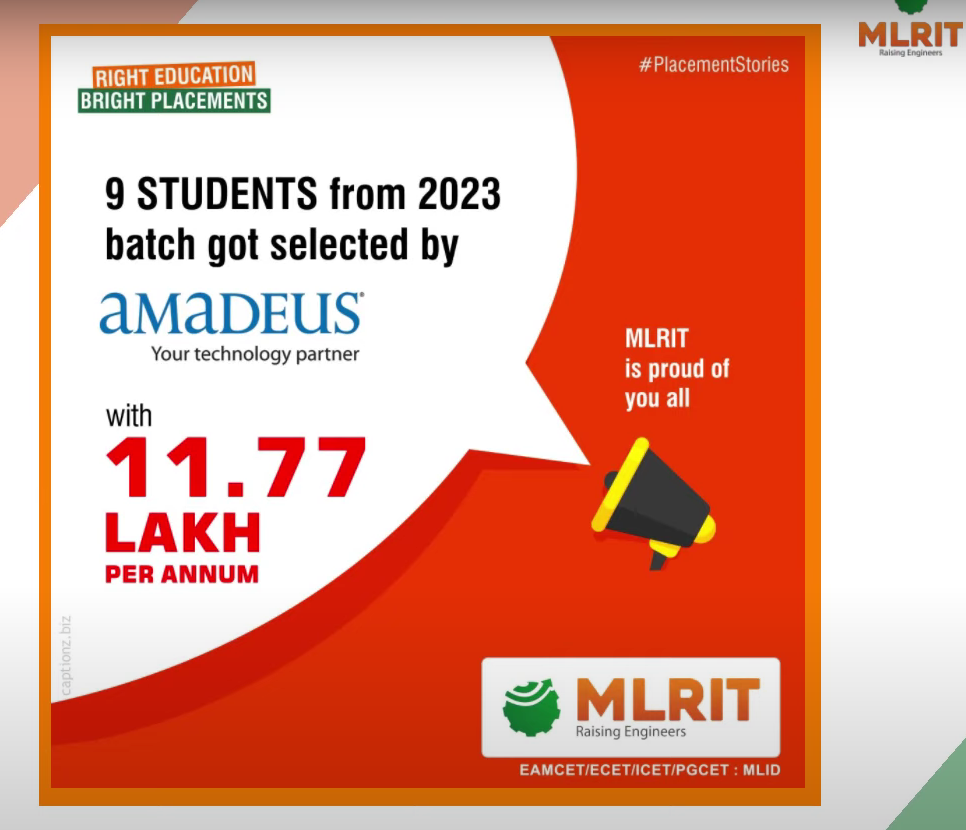 MLRIT
Raising Engineers
RIGHT EDUCATION
BRIGHT PLACEMENTS
#PlacementStories
9 STUDENTS from 2023
batch got selected by
amadeus
Your technology partner
with
11.77
LAKH
PER ANNUM
MLRIT
is proud of
you all
captionz.biz
MLRIT
Raising Engineers
EAMCET/ECET/ICET/PGCET : MLID